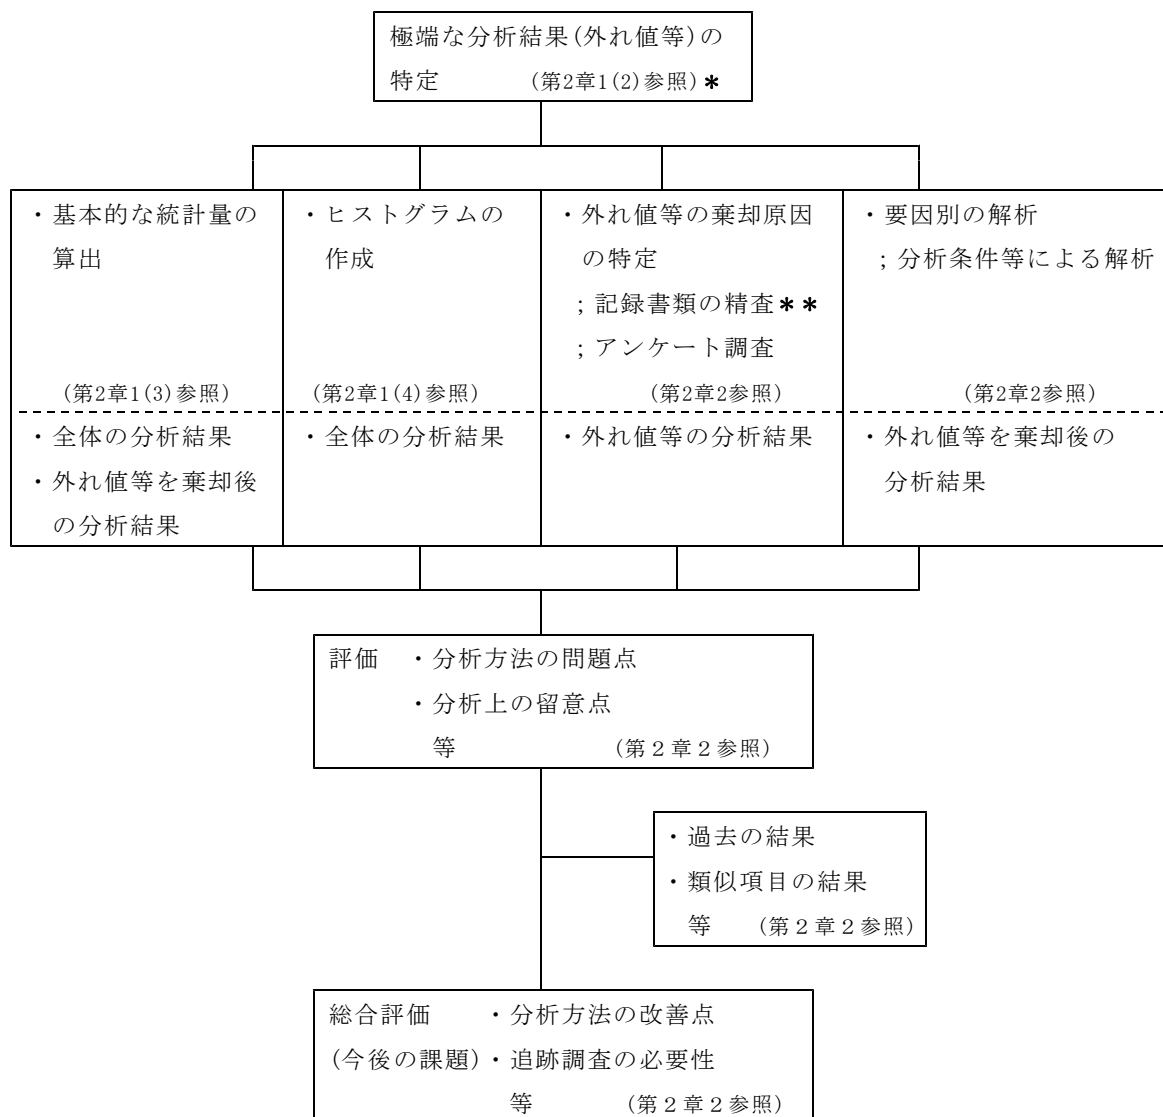 極端な分析結果(外れ値等)の
特定 (第2章1(2)参照)＊
・基本的な統計量の
算出
(第2章1(3)参照)
・全体の分析結果
・外れ値等を棄却後
の分析結果
・ヒストグラムの
作成
(第2章1(4)参照)
・全体の分析結果
・外れ値等の棄却原因
の特定
；記録書類の精査＊＊
；アンケート調査
(第2章2参照)
・外れ値等の分析結果
・要因別の解析
；分析条件等による解析
(第2章2参照)
・外れ値等を棄却後の
分析結果
評価 ・分析方法の問題点
・分析上の留意点
等 (第２章２参照)
・過去の結果
・類似項目の結果
等 (第２章２参照)
総合評価 ・分析方法の改善点
(今後の課題)・追跡調査の必要性
等 (第２章２参照)